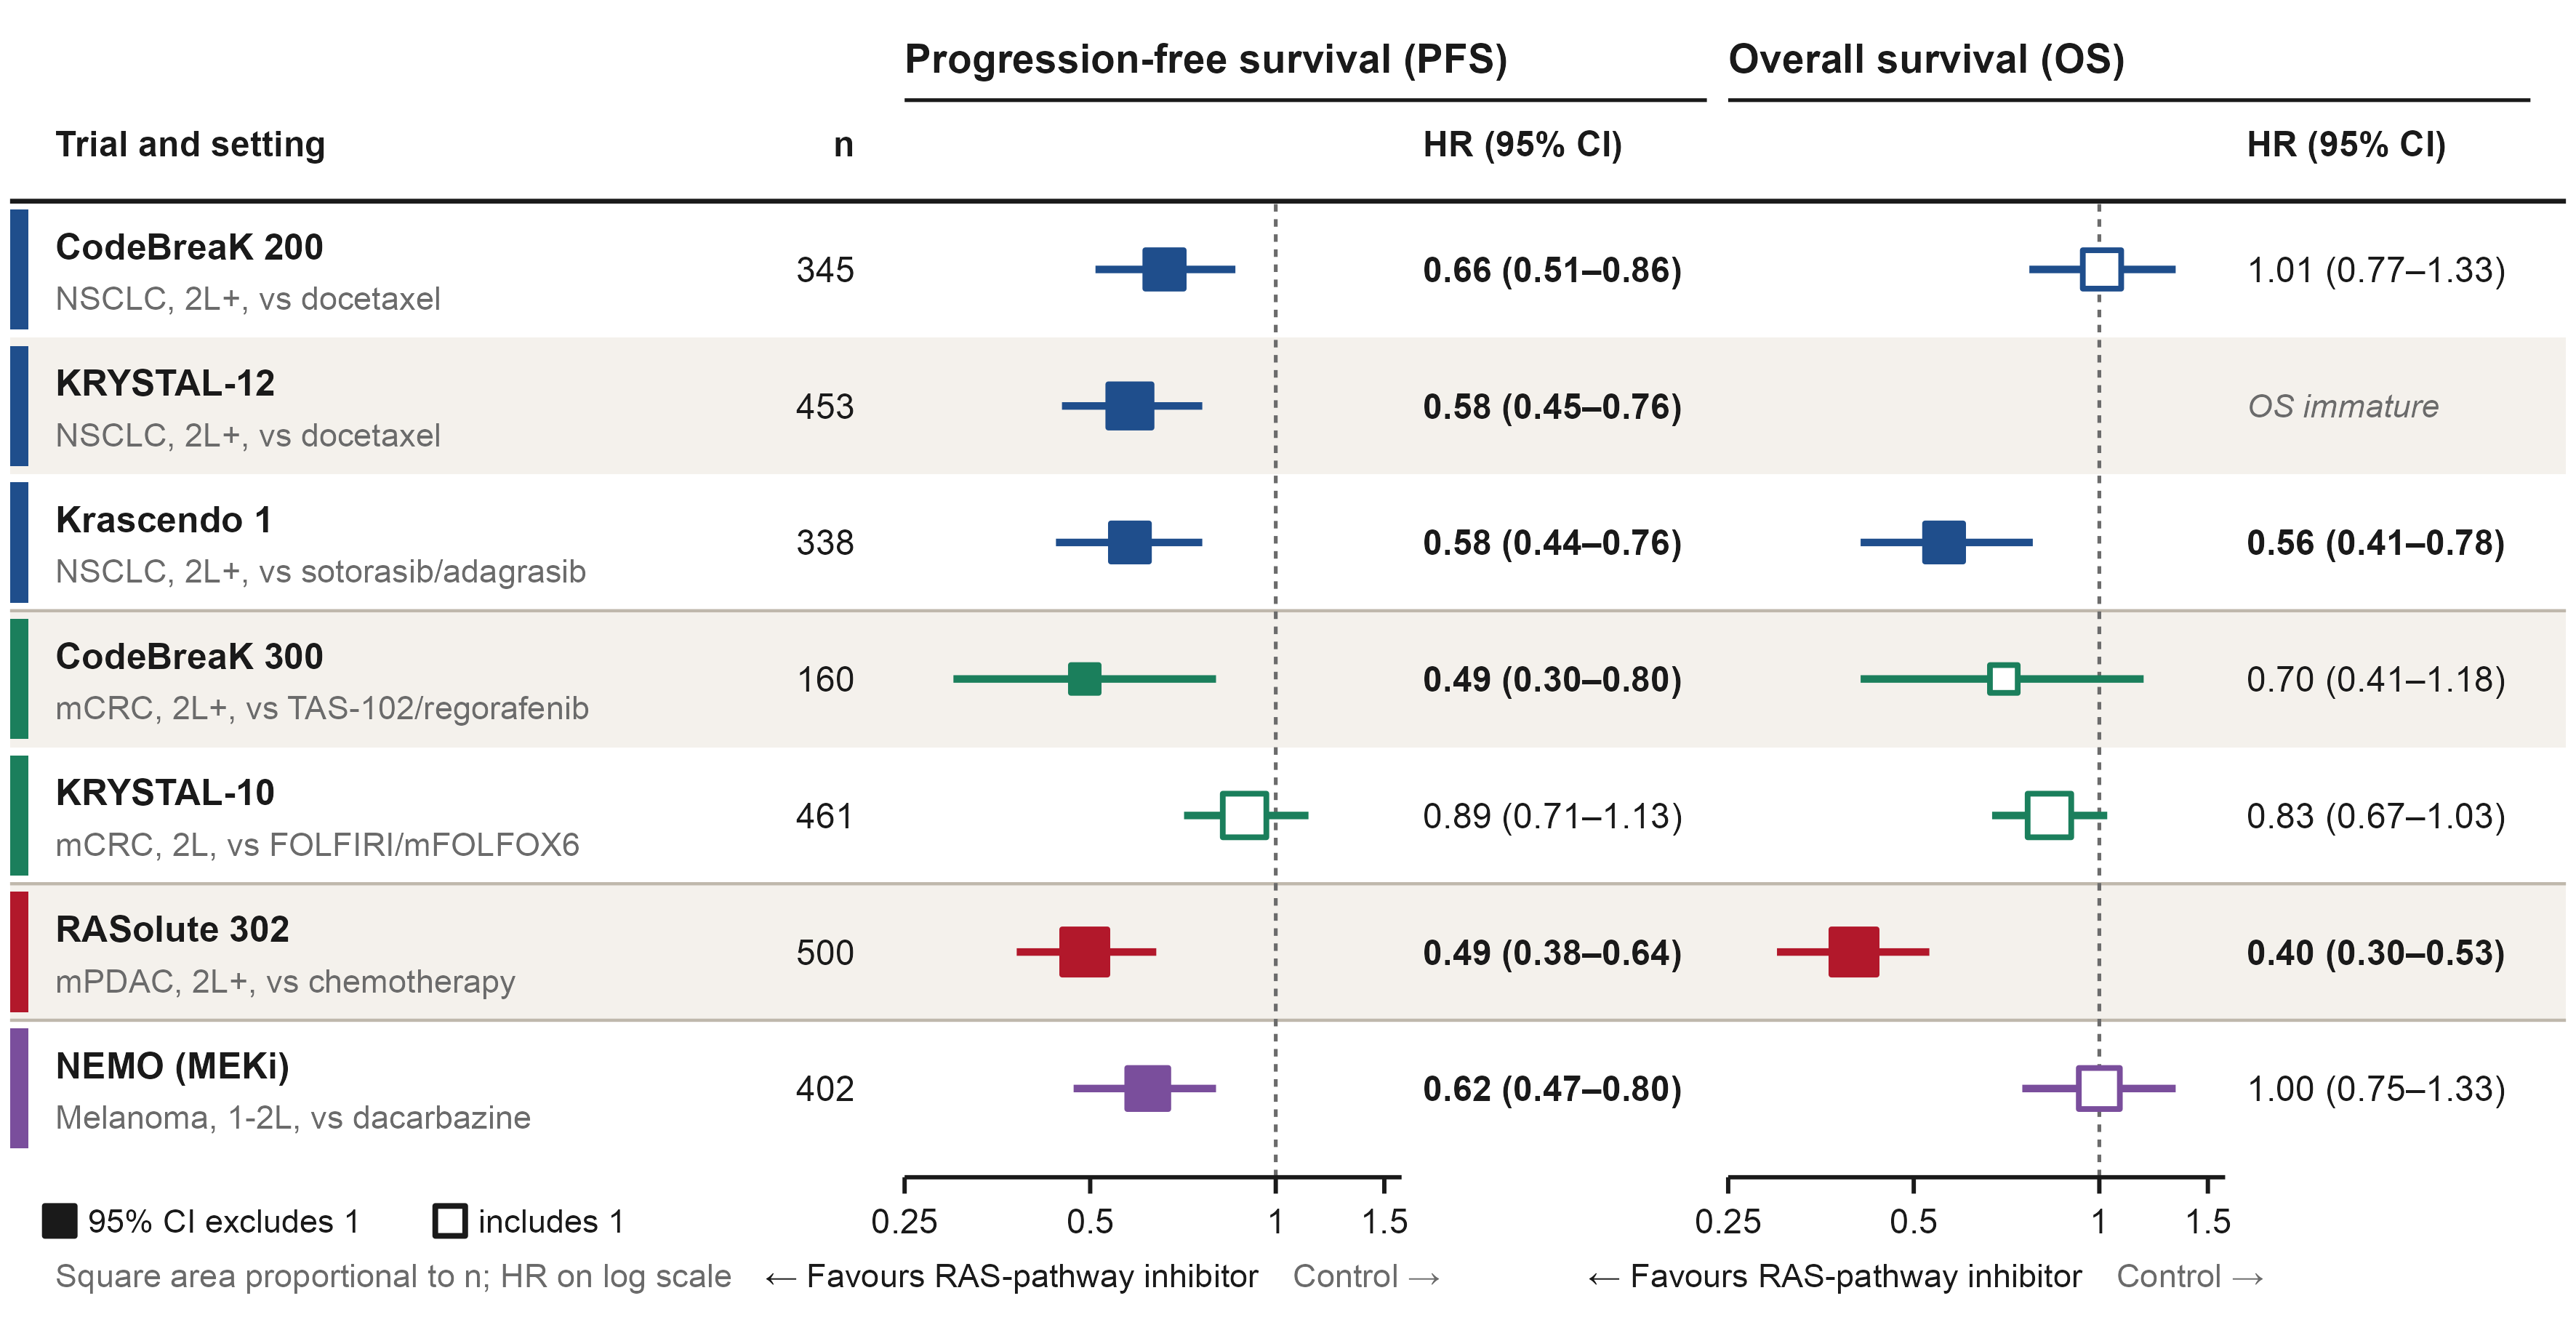 Progression-free survival (PFS) Overall survival (OS)
Trial and setting n HR (95% CI) HR (95% CI)
CodeBreaK 200
NSCLC, 2L+, vs docetaxel
345 0.66 (0.51–0.86) 1.01 (0.77–1.33)
KRYSTAL-12
NSCLC, 2L+, vs docetaxel
453 0.58 (0.45–0.76) OS immature
Krascendo 1
NSCLC, 2L+, vs sotorasib/adagrasib
338 0.58 (0.44–0.76) 0.56 (0.41–0.78)
CodeBreaK 300
mCRC, 2L+, vs TAS-102/regorafenib
160 0.49 (0.30–0.80) 0.70 (0.41–1.18)
KRYSTAL-10
mCRC, 2L, vs FOLFIRI/mFOLFOX6
461 0.89 (0.71–1.13) 0.83 (0.67–1.03)
RASolute 302
mPDAC, 2L+, vs chemotherapy
500 0.49 (0.38–0.64) 0.40 (0.30–0.53)
NEMO (MEKi)
Melanoma, 1-2L, vs dacarbazine
402 0.62 (0.47–0.80) 1.00 (0.75–1.33)
95% CI excludes 1 includes 1 0.25 0.5 1 1.5 0.25 0.5 1 1.5
Square area proportional to n; HR on log scale ← Favours RAS-pathway inhibitor Control → ← Favours RAS-pathway inhibitor Control →